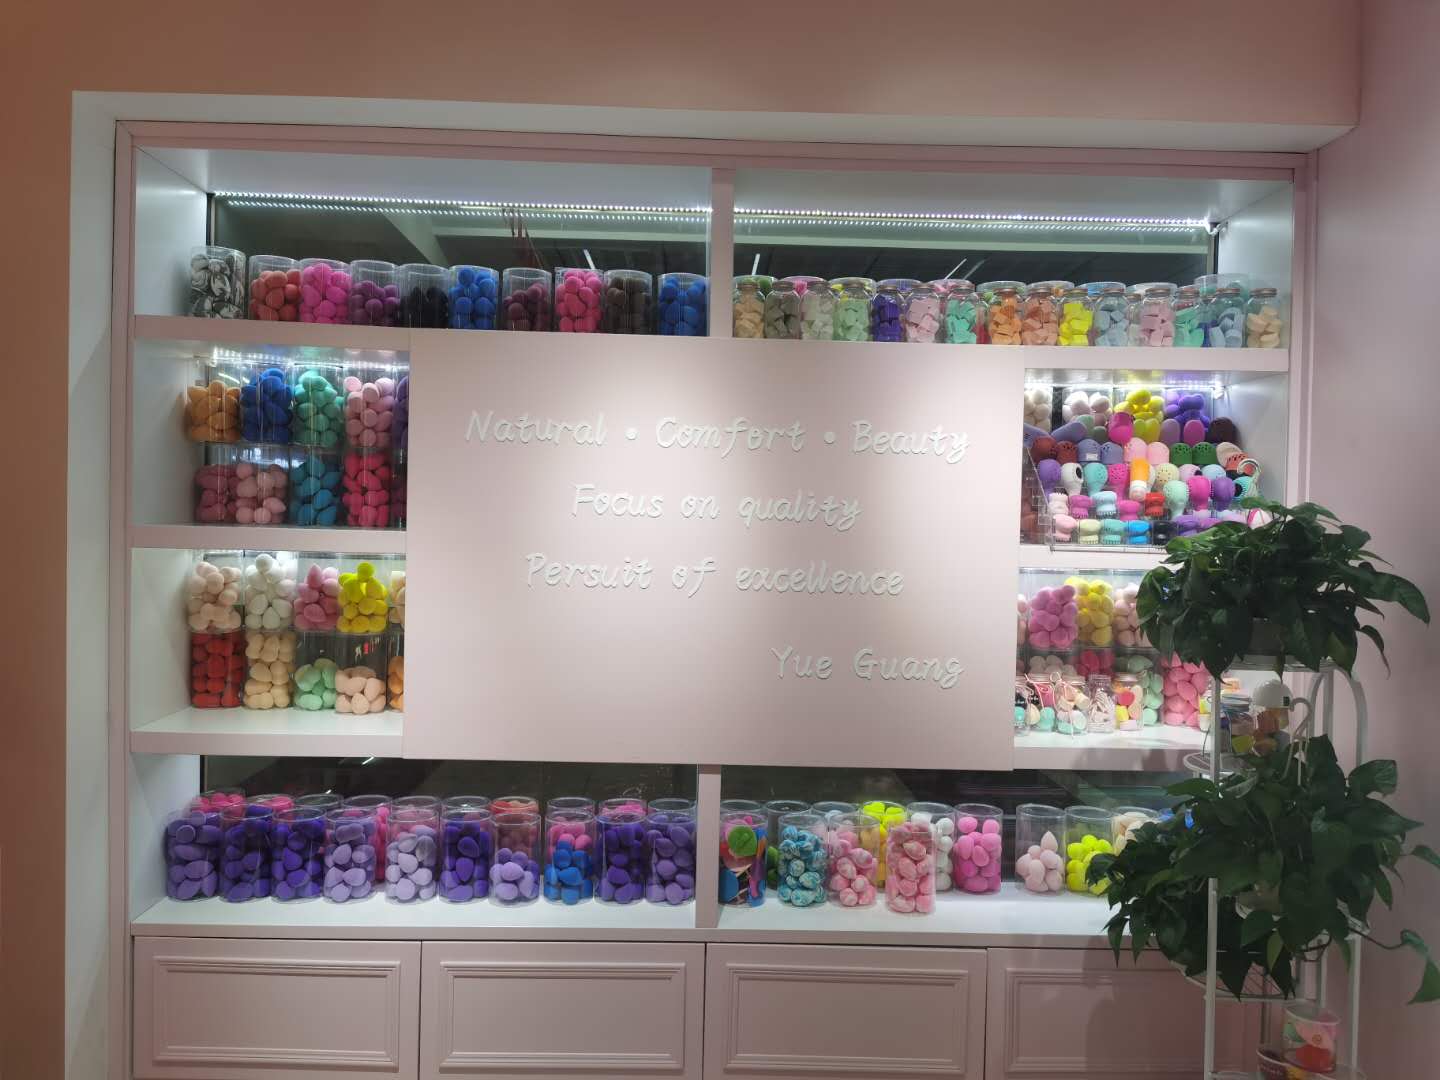 Natural • Comfort • Beauty
Focus on quality
Persuit of excellence
Yue Guang